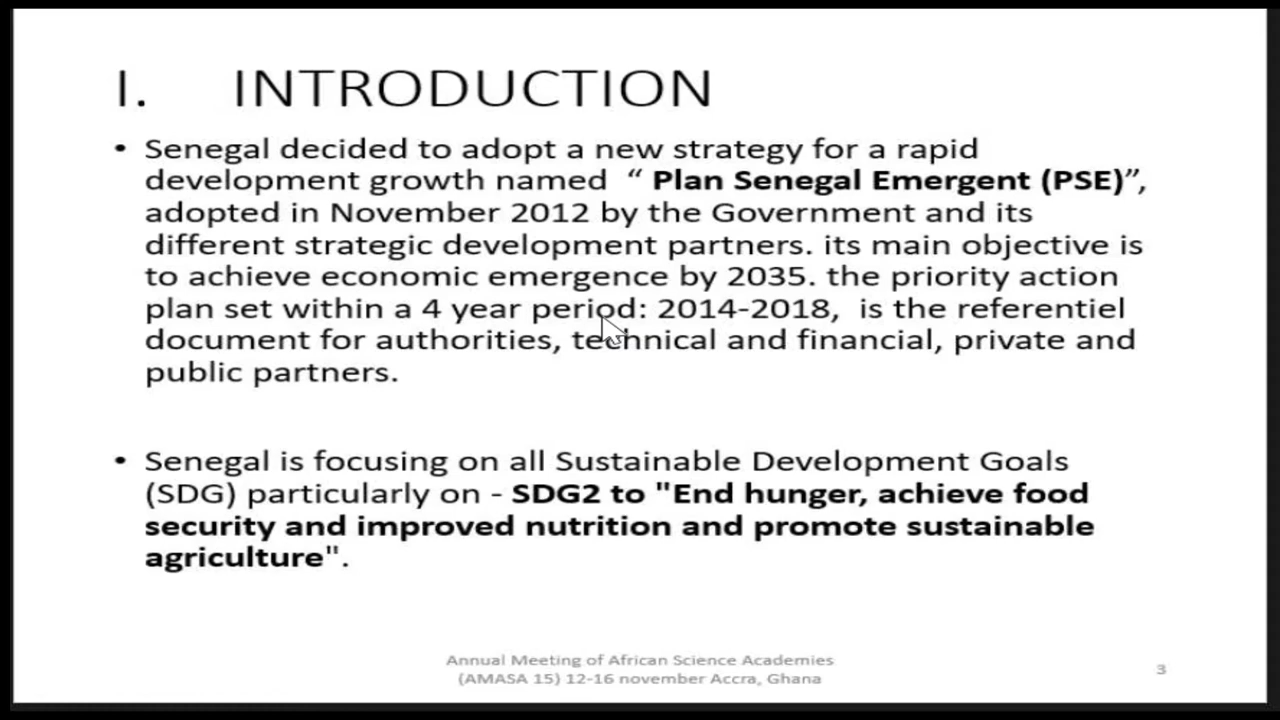 I. INTRODUCTION
• Senegal decided to adopt a new strategy for a rapid
development growth named “ Plan Senegal Emergent (PSE)”,
adopted in November 2012 by the Government and its
different strategic development partners. its main objective is
to achieve economic emergence by 2035. the priority action
plan set within a 4 year period: 2014-2018, is the referentiel
document for authorities, technical and financial, private and
public partners.
• Senegal is focusing on all Sustainable Development Goals
(SDG) particularly on - SDG2 to "End hunger, achieve food
security and improved nutrition and promote sustainable
agriculture".
Annual Meeting of African Science Academies
(AMASA 15) 12-16 november Accra, Ghana
3